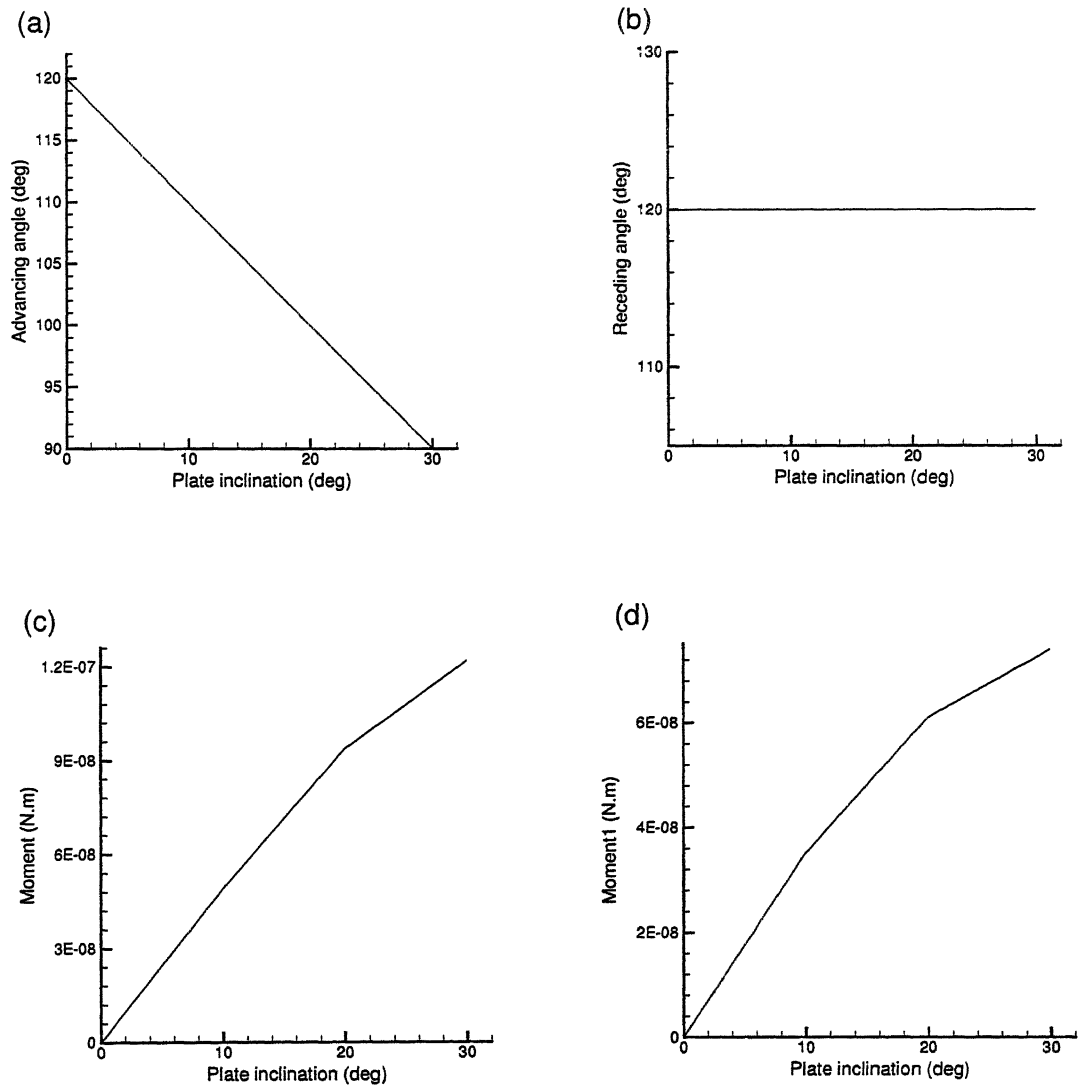 (a)
120
115
110
105
100
95
90
0
10
20
30
Advancing angle (deg)
Plate inclination (deg)
(b)
130
120
110
0
10
20
30
Receding angle (deg)
Plate inclination (deg)
(c)
1.2E-07
9E-08
6E-08
3E-08
0
0
10
20
30
Moment (N.m)
Plate inclination (deg)
(d)
6E-08
4E-08
2E-08
0
0
10
20
30
Moment1 (N.m)
Plate inclination (deg)